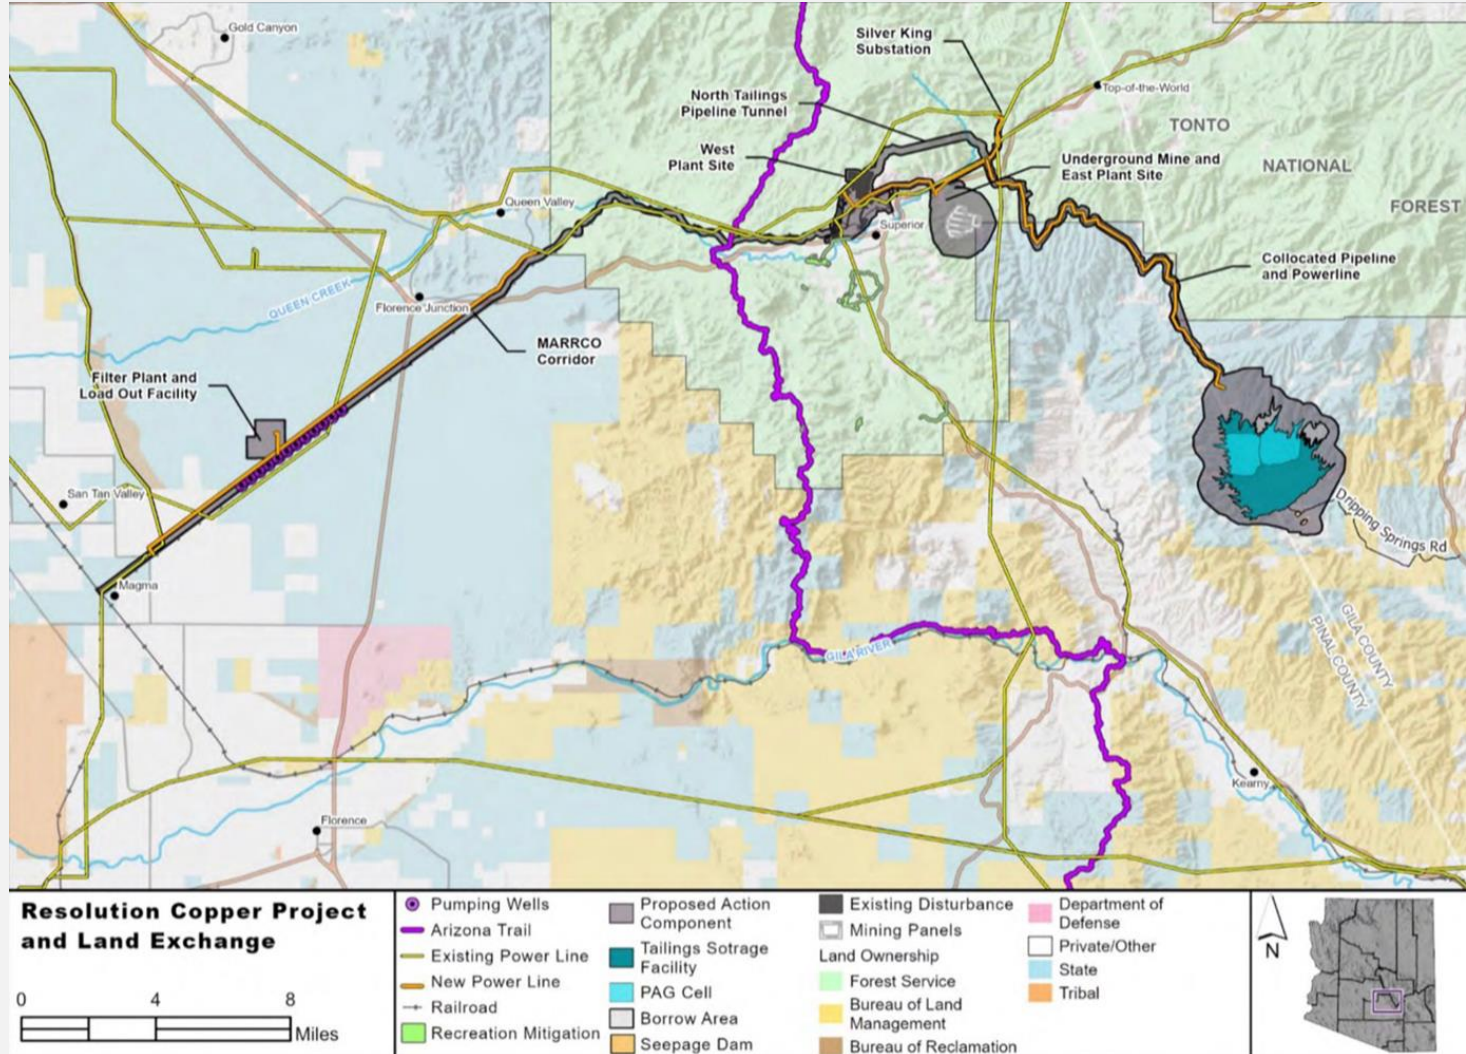 Gold Canyon
Silver King
Substation
Top-of-the-World
North Tailings
Pipeline Tunnel
TONTO
West
Plant Site
Underground Mine and
East Plant Site
NATIONAL
FOREST
Queen Valley
Superior
Collocated Pipeline
and Powerline
QUEEN CREEK
Florence Junction
MARRCO
Corridor
Filter Plant and
Load Out Facility
San Tan Valley
Dripping Springs Rd
Magma
GILA COUNTY
PINAL COUNTY
GILA RIVER
Kearny
Florence
Resolution Copper Project
and Land Exchange
0 4 8
Miles
Pumping Wells
Arizona Trail
Existing Power Line
New Power Line
Railroad
Recreation Mitigation
Proposed Action
Component
Tailings Sotrage
Facility
PAG Cell
Borrow Area
Seepage Dam
Existing Disturbance
Mining Panels
Land Ownership
Forest Service
Bureau of Land
Management
Bureau of Reclamation
Department of
Defense
Private/Other
State
Tribal
N